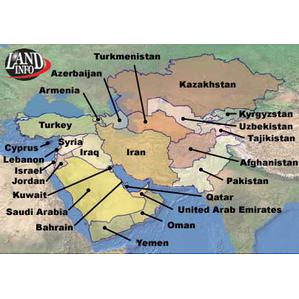 LAND
INFO
Turkmenistan
Azerbaijan
Kazakhstan
Armenia
Kyrgyzstan
Turkey
Uzbekistan
Tajikistan
Cyprus
Syria
Lebanon
Iraq
Iran
Afghanistan
Israel
Jordan
Pakistan
Kuwait
Qatar
Saudi Arabia
United Arab Emirates
Bahrain
Oman
Yemen